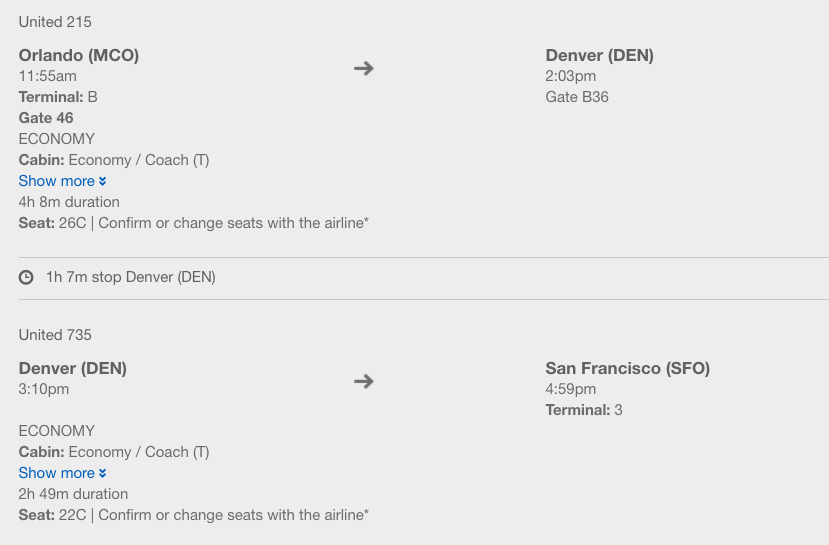 United 215
Orlando (MCO)
11:55am
Terminal: B
Gate 46
ECONOMY
Cabin: Economy / Coach (T)
Show more
4h 8m duration
Seat: 26C | Confirm or change seats with the airline*
Denver (DEN)
2:03pm
Gate B36
1h 7m stop Denver (DEN)
United 735
Denver (DEN)
3:10pm
ECONOMY
Cabin: Economy / Coach (T)
Show more
2h 49m duration
Seat: 22C | Confirm or change seats with the airline*
San Francisco (SFO)
4:59pm
Terminal: 3